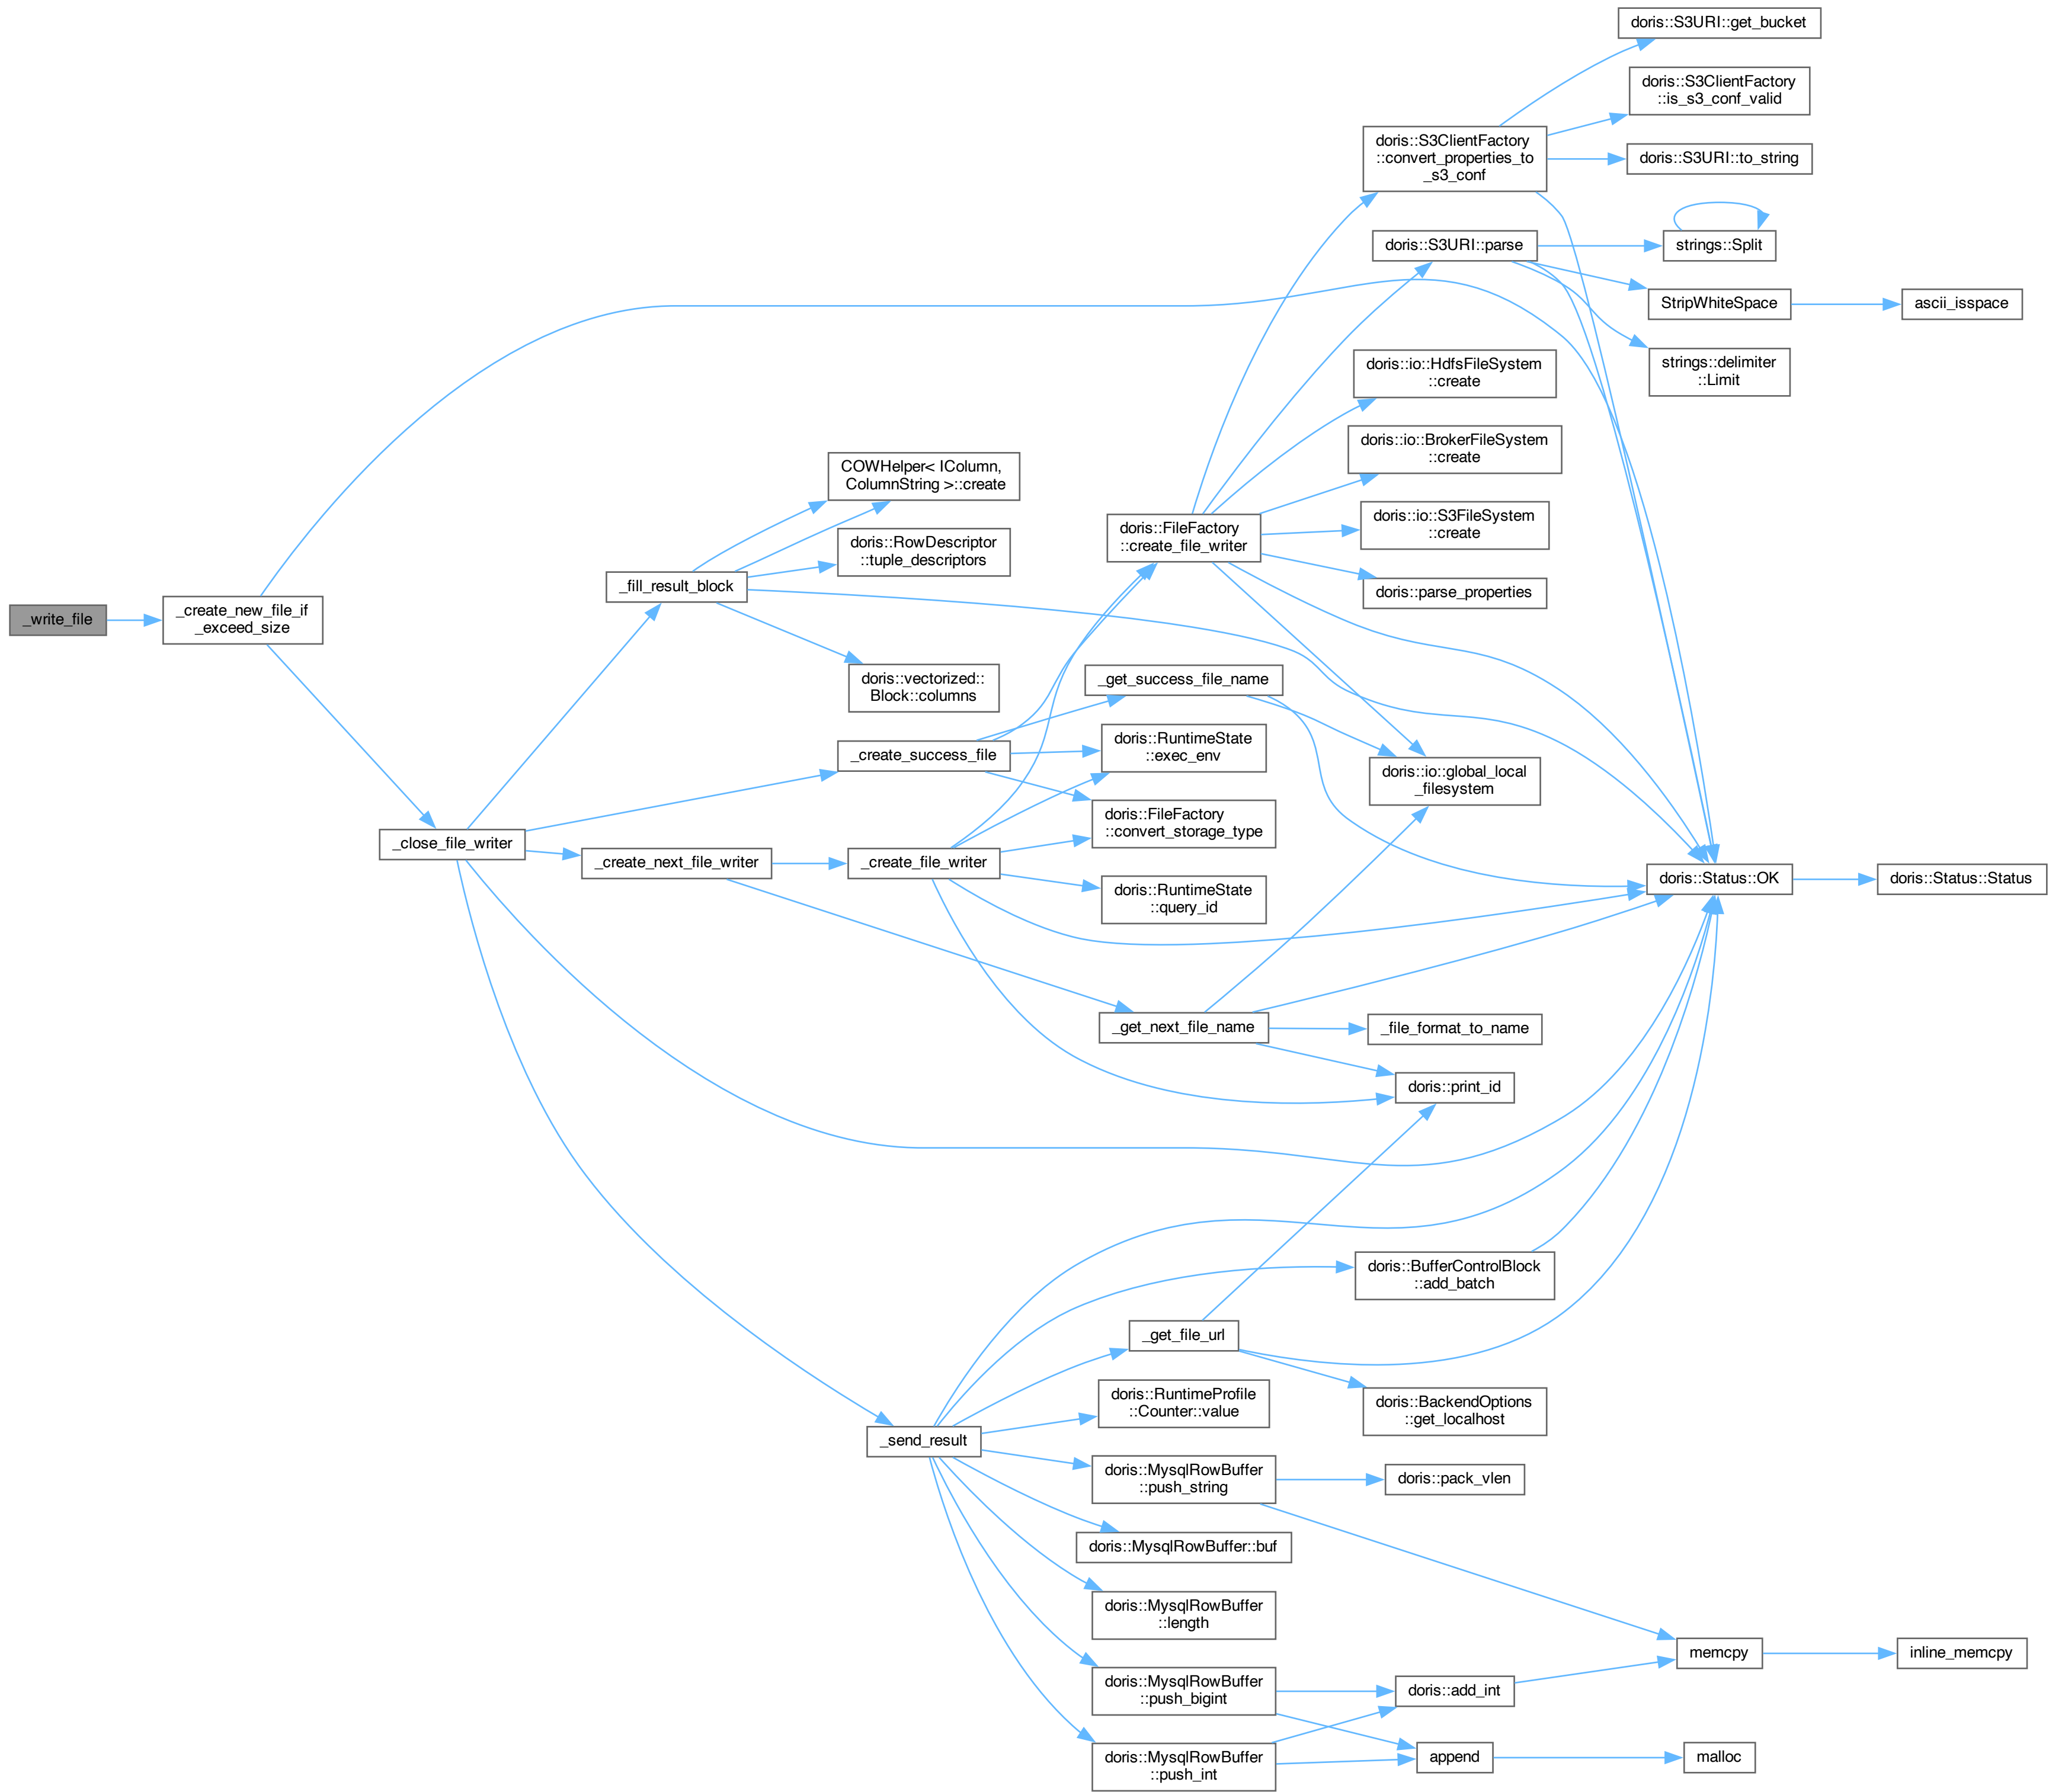 doris::S3URI::get_bucket
doris::S3ClientFactory
::is_s3_conf_valid
doris::S3ClientFactory
::convert_properties_to
_s3_conf
doris::S3URI::to_string
doris::S3URI::parse
strings::Split
StripWhiteSpace
ascii_isspace
strings::delimiter
::Limit
doris::io::HdfsFileSystem
::create
doris::io::BrokerFileSystem
::create
COWHelper< IColumn,
ColumnString >::create
doris::io::S3FileSystem
::create
doris::FileFactory
::create_file_writer
doris::RowDescriptor
::tuple_descriptors
_fill_result_block
doris::parse_properties
_write_file
_create_new_file_if
_exceed_size
doris::vectorized::
Block::columns
_get_success_file_name
_create_success_file
doris::RuntimeState
::exec_env
doris::io::global_local
_filesystem
doris::FileFactory
::convert_storage_type
_close_file_writer
_create_next_file_writer
_create_file_writer
doris::RuntimeState
::query_id
doris::Status::OK
doris::Status::Status
_get_next_file_name
_file_format_to_name
doris::print_id
doris::BufferControlBlock
::add_batch
_get_file_url
doris::RuntimeProfile
::Counter::value
doris::BackendOptions
::get_localhost
_send_result
doris::MysqlRowBuffer
::push_string
doris::pack_vlen
doris::MysqlRowBuffer::buf
doris::MysqlRowBuffer
::length
memcpy
inline_memcpy
doris::MysqlRowBuffer
::push_bigint
doris::add_int
doris::MysqlRowBuffer
::push_int
append
malloc